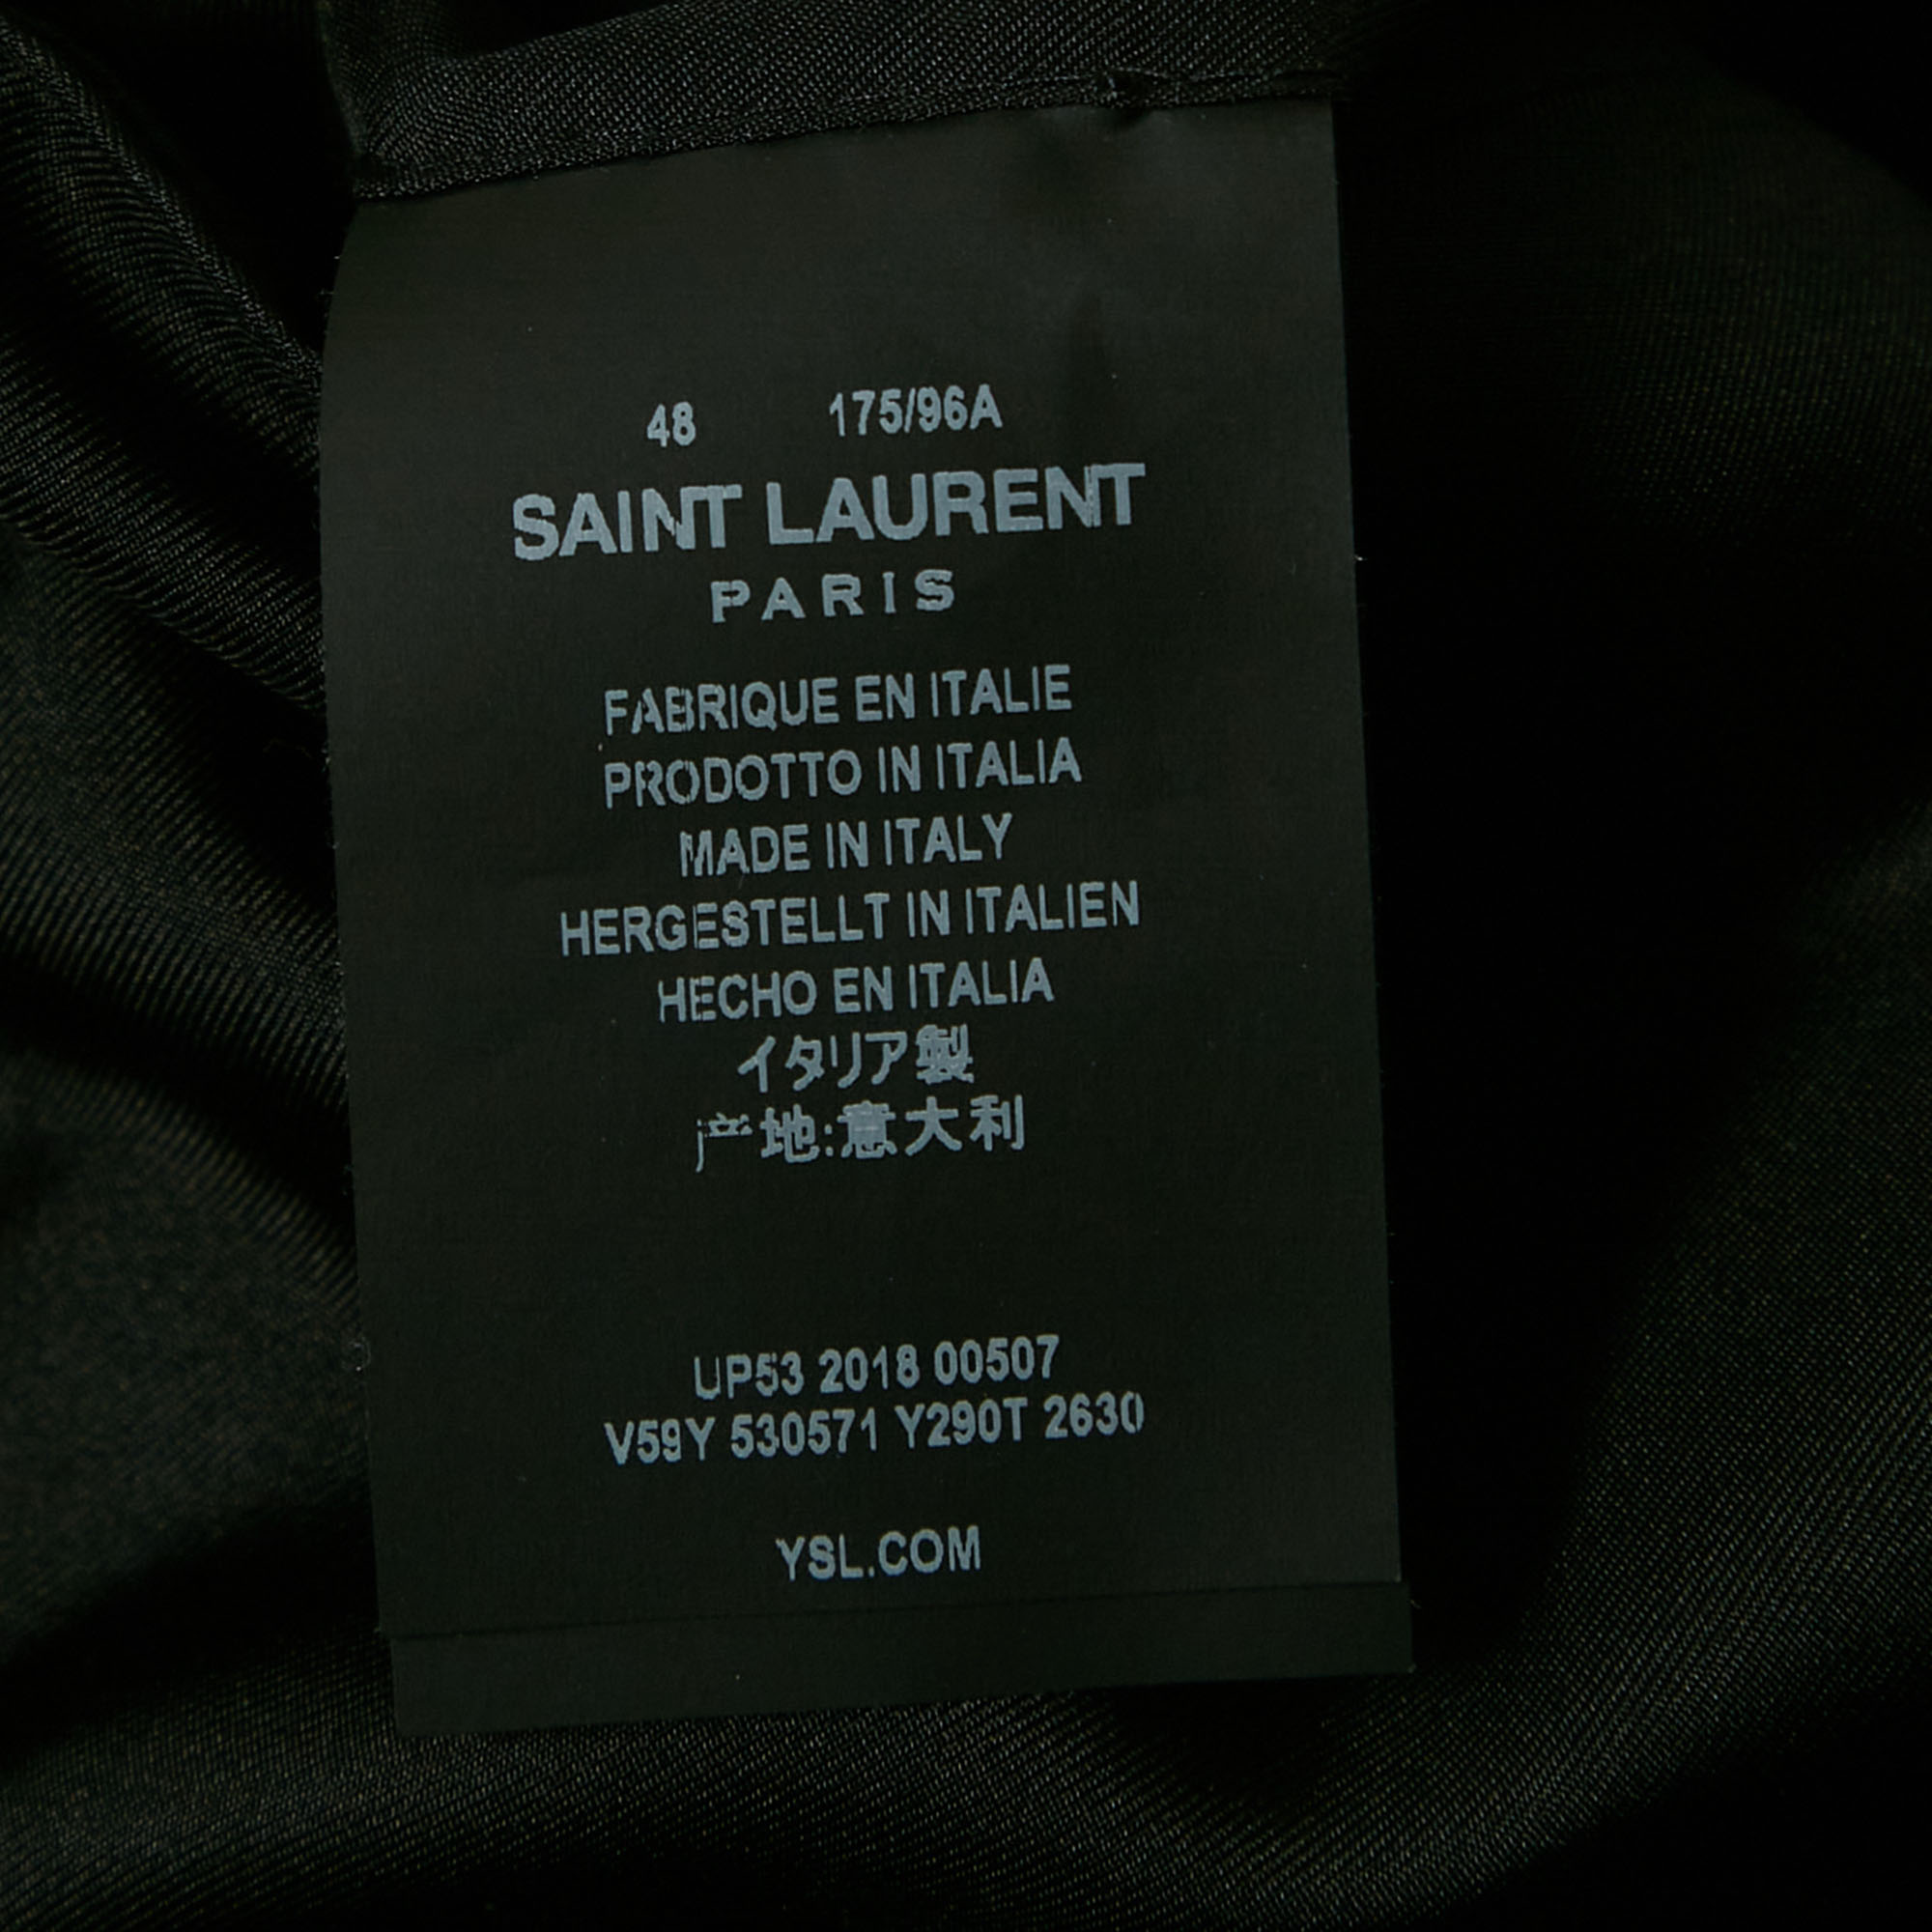 48 175/96A
SAINT LAURENT
PARIS
FABRIQUE EN ITALIE
PRODOTTO IN ITALIA
MADE IN ITALY
HERGESTELLT IN ITALIEN
HECHO EN ITALIA
イタリア製
产地:意大利
UP53 2018 00507
V59Y 530571 Y290T 2630
YSL.COM